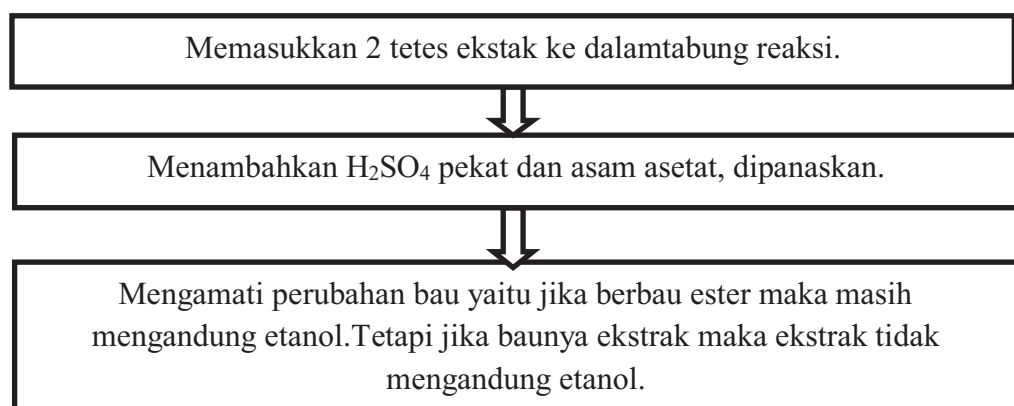 Memasukkan 2 tetes ekstak ke dalamtabung reaksi.
Menambahkan H₂SO₄ pekat dan asam asetat, dipanaskan.
Mengamati perubahan bau yaitu jika berbau ester maka masih
mengandung etanol.Tetapi jika baunya ekstrak maka ekstrak tidak
mengandung etanol.